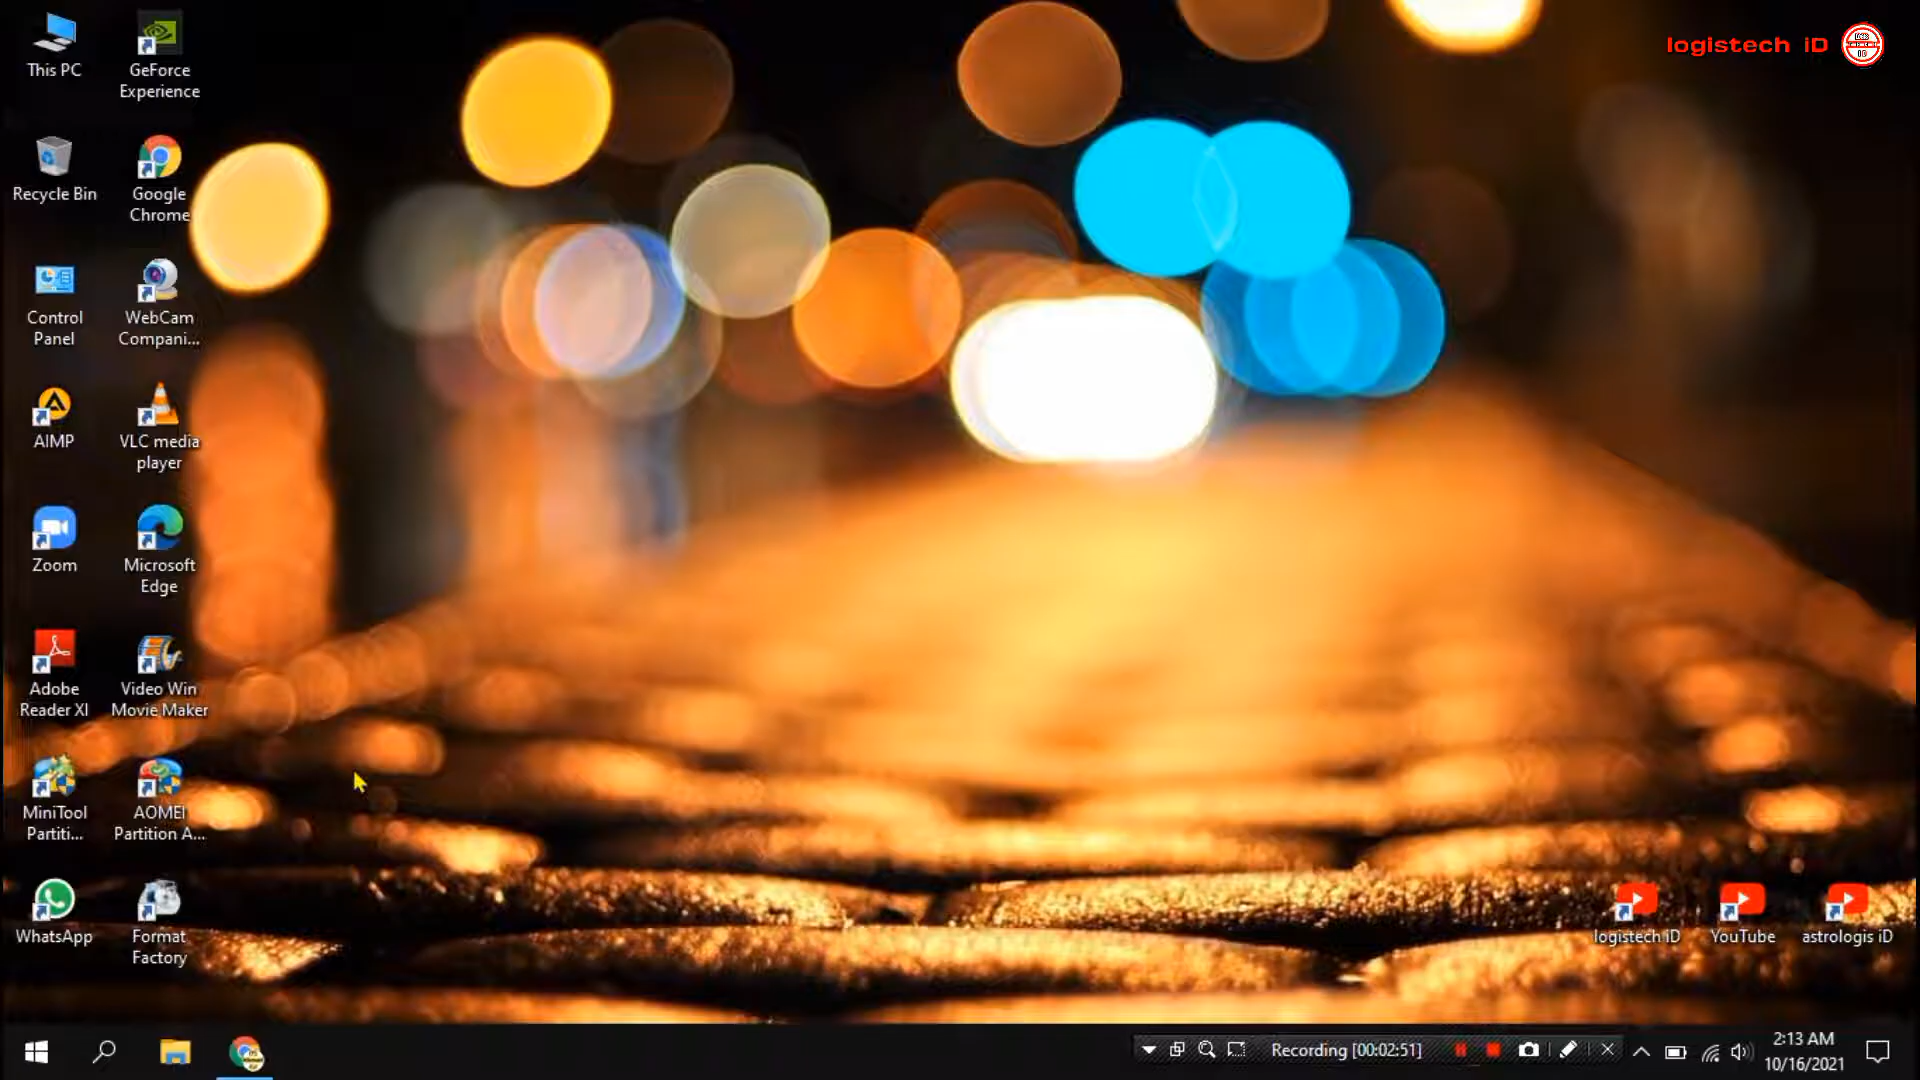 This PC
GeForce
Experience
logistech iD
Recycle Bin
Google
Chrome
Control
Panel
WebCam
Compani...
AIMP
VLC media
player
Zoom
Microsoft
Edge
Adobe
Reader XI
Video Win
Movie Maker
MiniTool
Partiti...
AOMEI
Partition A...
WhatsApp
Format
Factory
logistech iD
YouTube
astrologis iD
Recording [00:02:51]
2:13 AM
10/16/2021